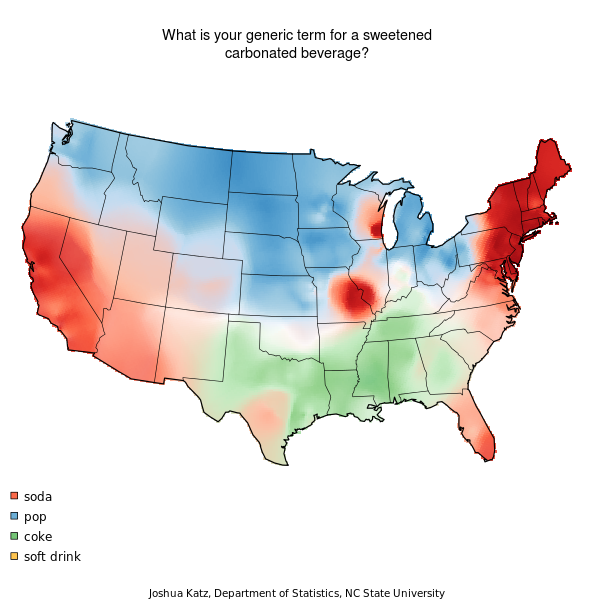 What is your generic term for a sweetened
carbonated beverage?
soda
pop
coke
soft drink
Joshua Katz, Department of Statistics, NC State University